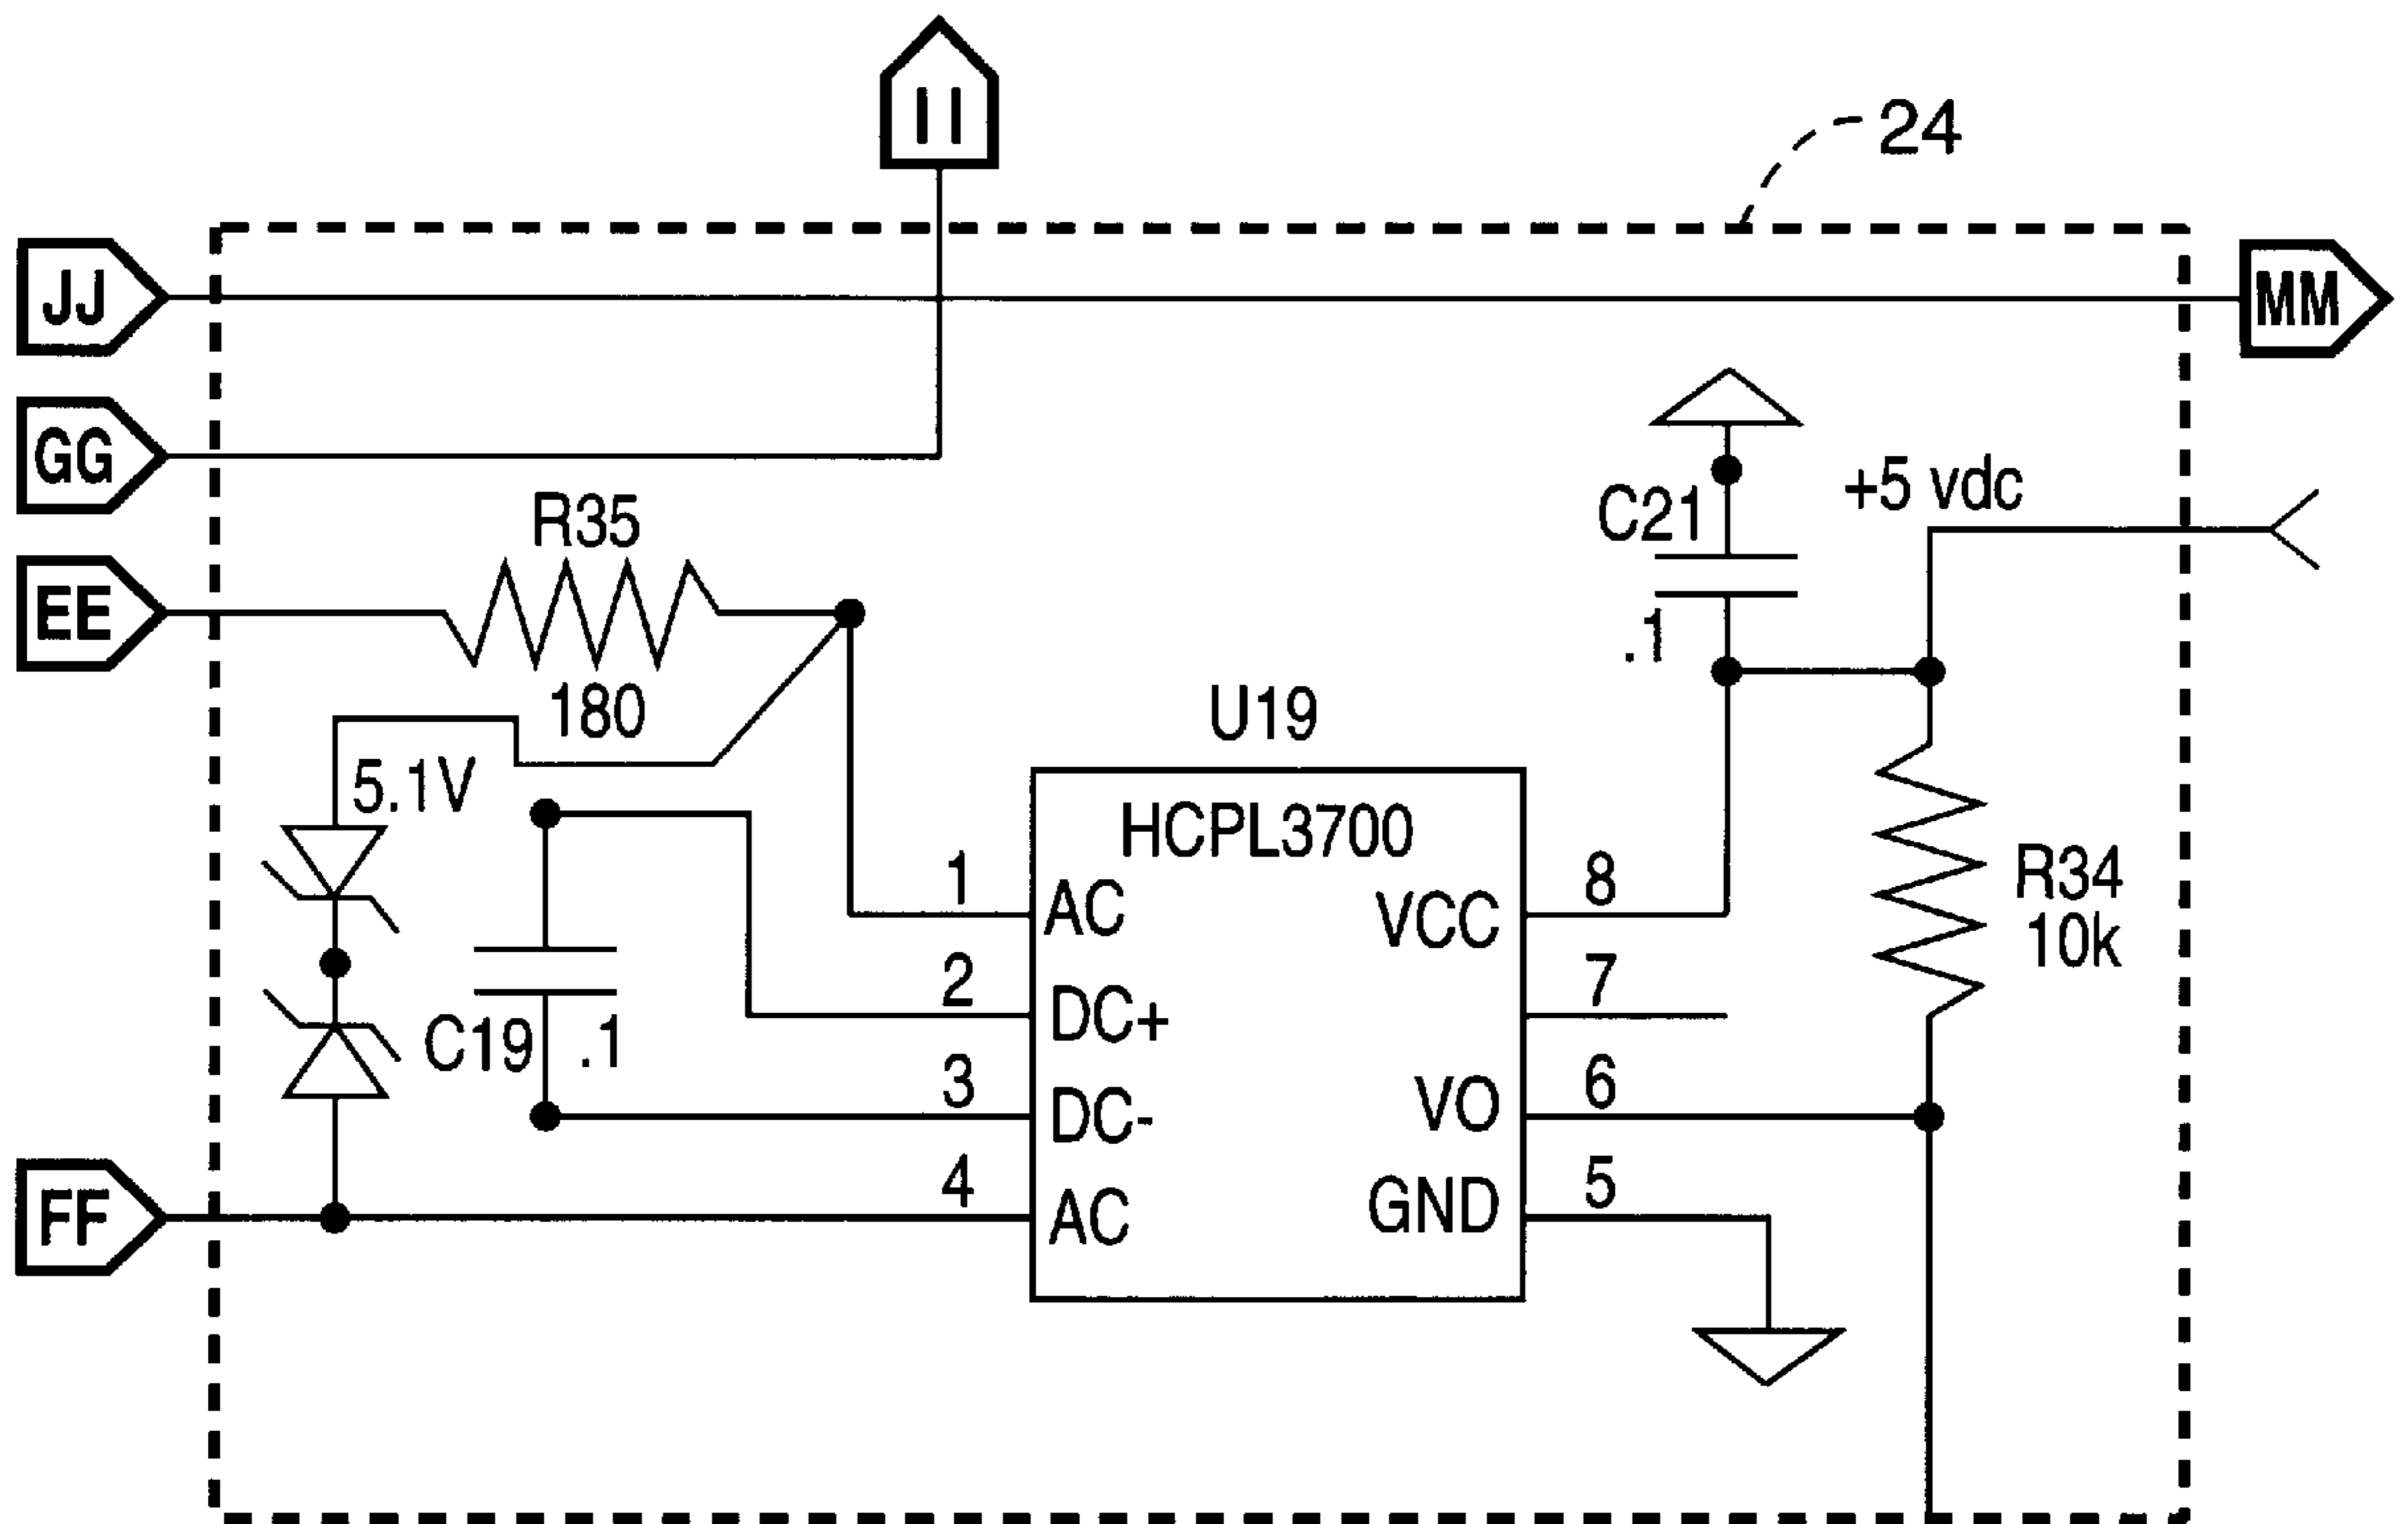 II
24
JJ
MM
GG
+5 vdc
R35
C21
EE
.1
180
U19
5.1V
HCPL3700
1
AC
8
VCC
R34
10k
2
DC+
7
C19
.1
3
DC-
6
VO
4
AC
5
GND
FF